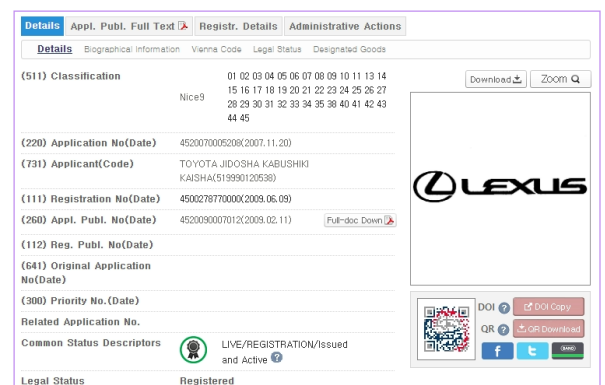 Details Appl. Publ. Full Text Registr. Details Administrative Actions
Details Biographical Information Vienna Code Legal Status Designated Goods
(511) Classification
Nice9
01 02 03 04 05 06 07 08 09 10 11 13 14
15 16 17 18 19 20 21 22 23 24 25 26 27
28 29 30 31 32 33 34 35 38 40 41 42 43
44 45
Download Zoom
(220) Application No(Date) 4520070005208(2007.11.20)
(731) Applicant(Code) TOYOTA JIDOSHA KABUSHIKI
KAISHA(519990120538)
LEXUS
(111) Registration No(Date) 4500278770000(2009.06.09)
(260) Appl. Publ. No(Date) 4520090007012(2009.02.11) Full-doc Down
(112) Reg. Publ. No(Date)
(641) Original Application
No(Date)
(300) Priority No.(Date)
Related Application No.
DOI ? DOI Copy
QR ? QR Download
f t BAND
Common Status Descriptors LIVE/REGISTRATION/Issued
and Active ?
Legal Status Registered